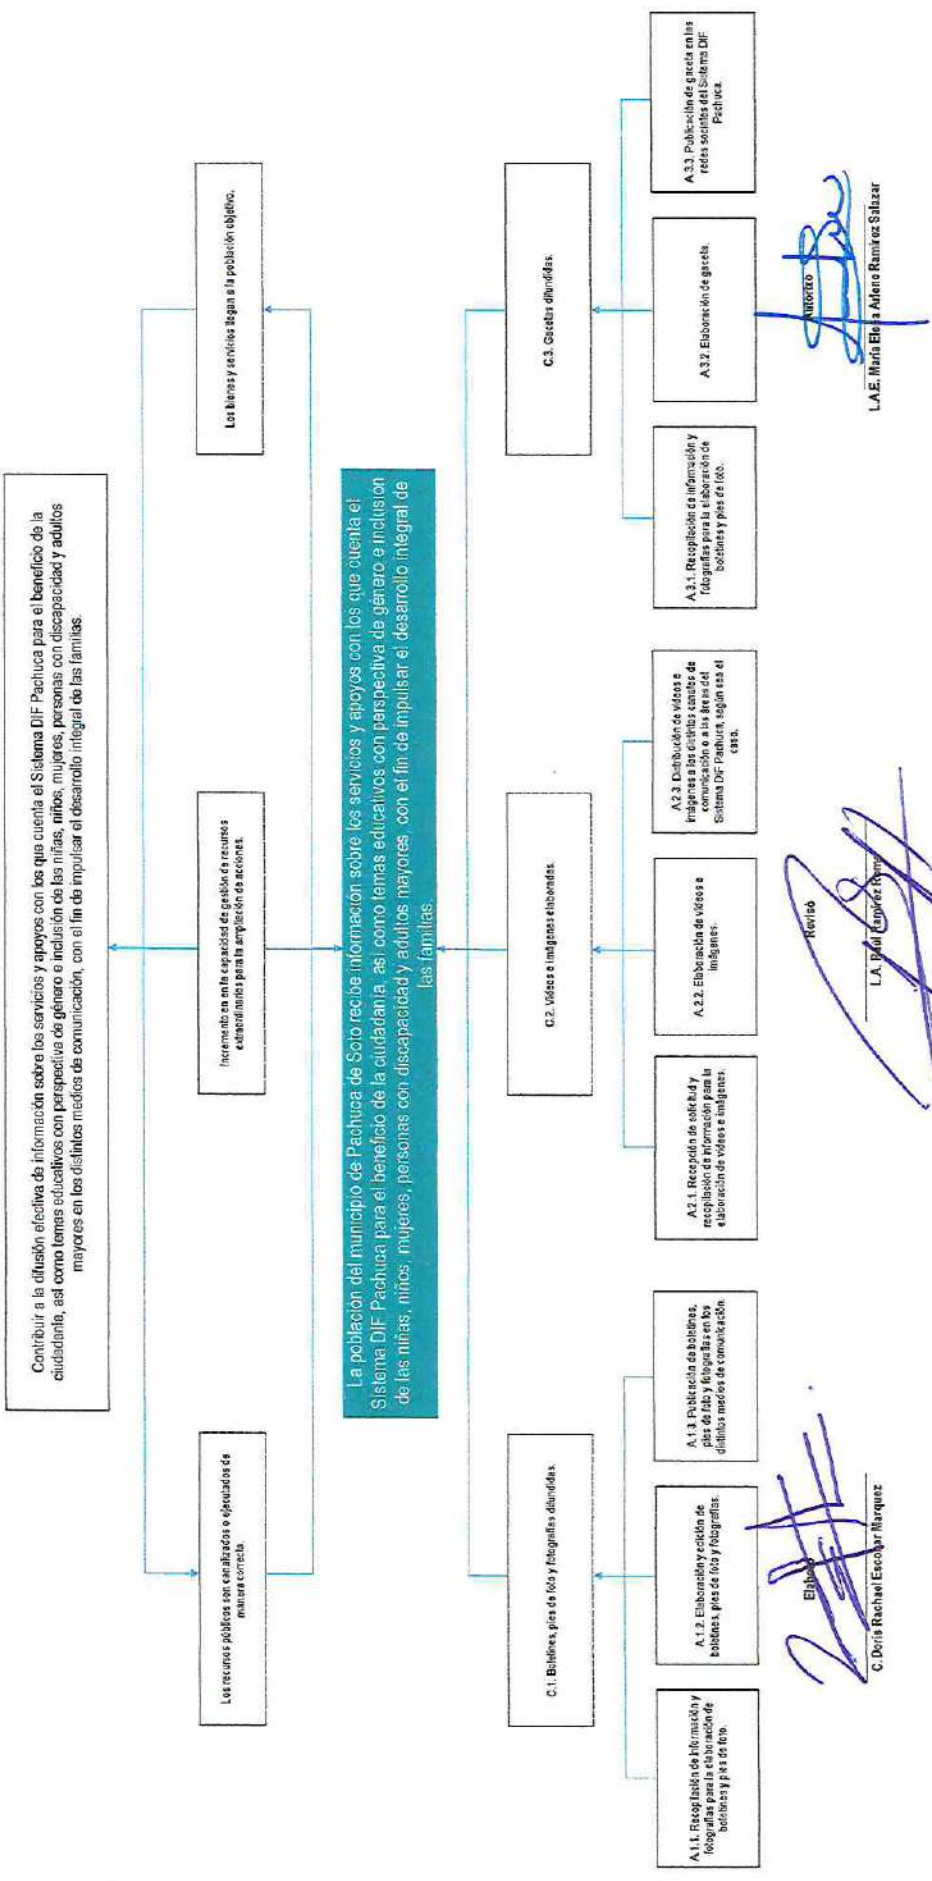 Contribuir a la difusión efectiva de información sobre los servicios y apoyos con los que cuenta el Sistema DIF Pachuca para el beneficio de la
ciudadanía, así como temas educativos con perspectiva de género e inclusión de las niñas, niños, mujeres, personas con discapacidad y adultos
mayores en los distintos medios de comunicación, con el fin de impulsar el desarrollo integral de las familias.
Los recursos públicos son canalizados o ejecutados de
manera correcta.
Incremento en en la capacidad de gestión de recursos
extraordinarios para la ampliación de acciones.
Los bienes y servicios llegan a la población objetivo.
La población del municipio de Pachuca de Soto recibe información sobre los servicios y apoyos con los que cuenta el
Sistema DIF Pachuca para el beneficio de la ciudadanía, así como temas educativos con perspectiva de género e inclusión
de las niñas, niños, mujeres, personas con discapacidad y adultos mayores, con el fin de impulsar el desarrollo integral de
las familias.
C.1. Boletines, pies de foto y fotografías difundidas.
C.2. Videos e imágenes elaboradas.
C.3. Gacetas difundidas.
A.1.1. Recopilación de información y
fotografías para la elaboración de
boletines y pies de foto.
A.1.2. Elaboración y edición de
boletines, pies de foto y fotografías.
A.1.3. Publicación de boletines,
pies de foto y fotografías en los
distintos medios de comunicación.
A.2.1. Recepción de solicitud y
recopilación de información para la
elaboración de videos e imágenes.
A.2.2. Elaboración de videos e
imágenes.
A.2.3. Distribución de videos e
imágenes a los distintos canales de
comunicación o a las áreas del
Sistema DIF Pachuca, según sea el
caso.
A.3.1. Recopilación de información y
fotografías para la elaboración de
boletines y pies de foto.
A.3.2. Elaboración de gaceta.
A.3.3. Publicación de gaceta en las
redes sociales del Sistema DIF
Pachuca.
Elaboró
C. Doris Rachael Escobar Marquez
Revisó
L.A. Raúl Ramírez
Autorizó
L.A.E. María Elena Arleno Ramírez Salazar